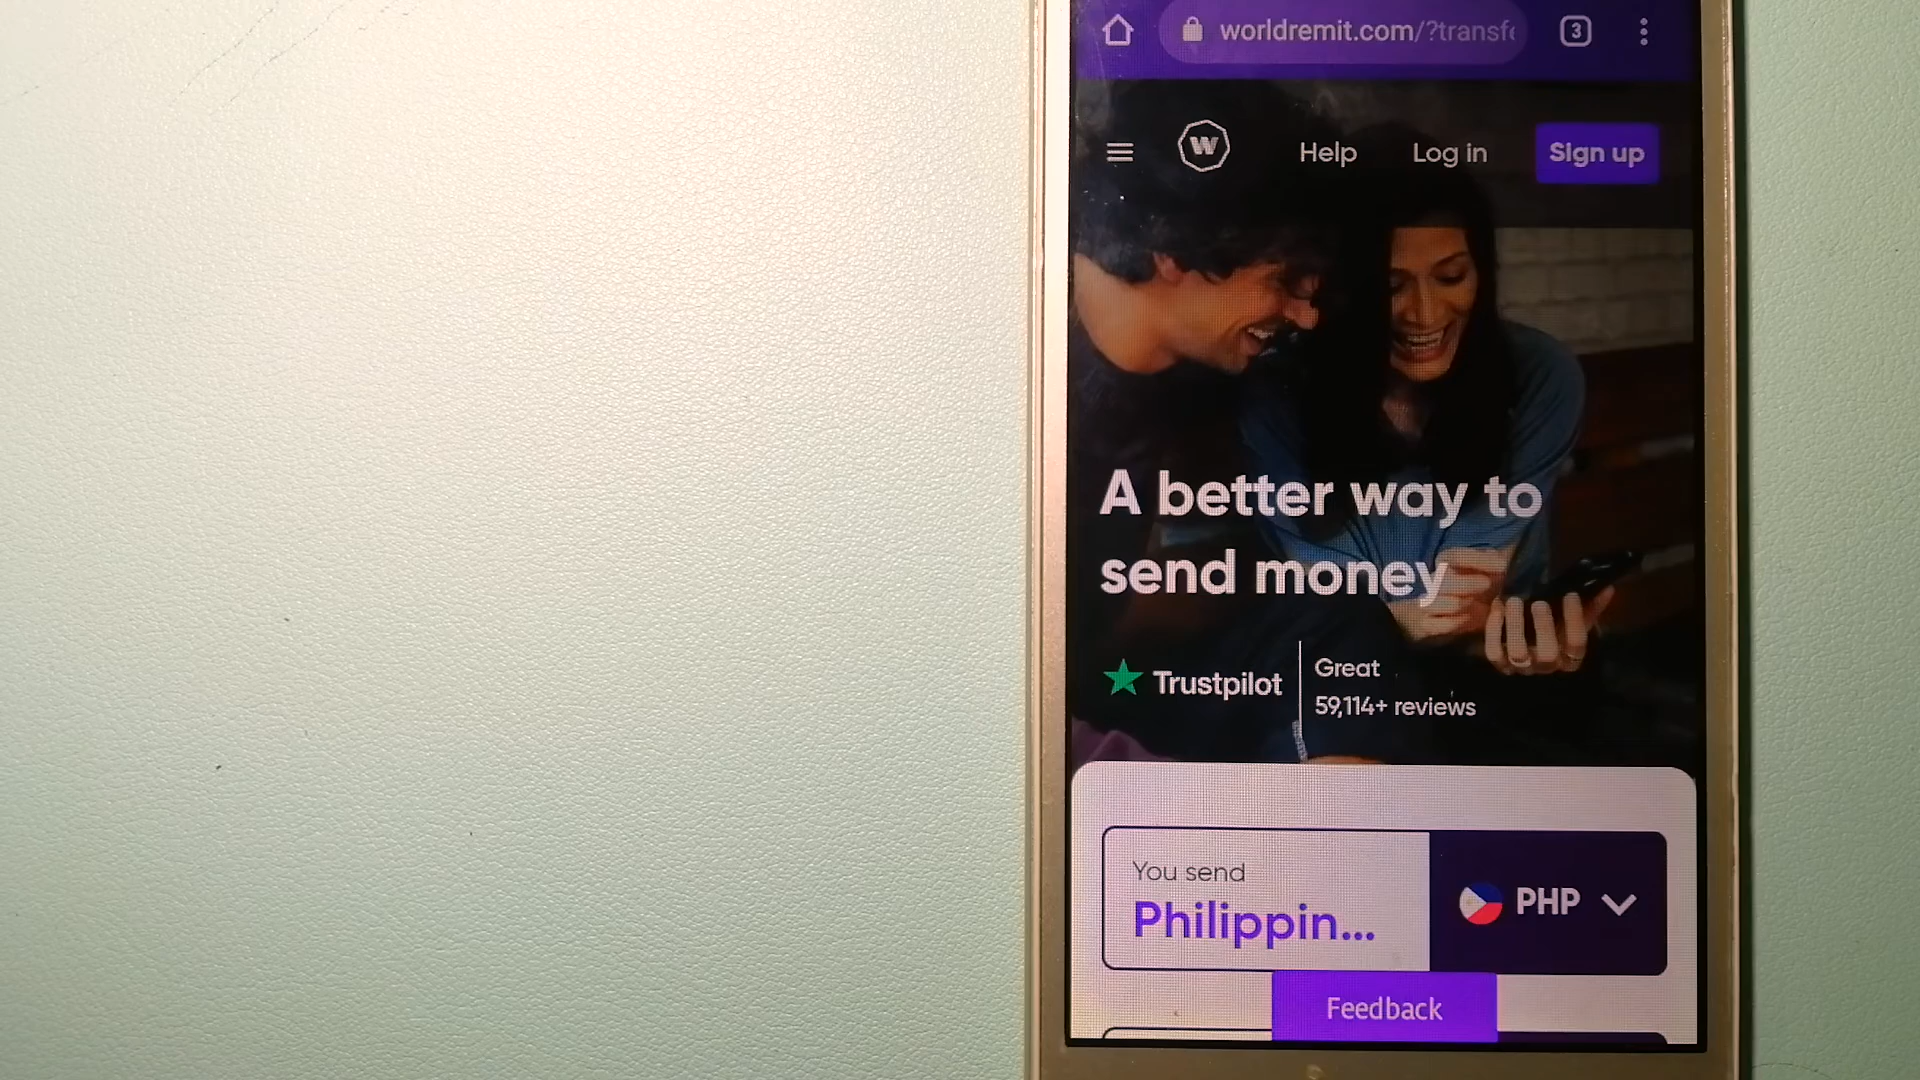 worldremit.com/?transfe
3
W
Help
Log in
Sign up
A better way to
send money
Trustpilot
Great
59,114+ reviews
You send
Philippin...
PHP
Feedback